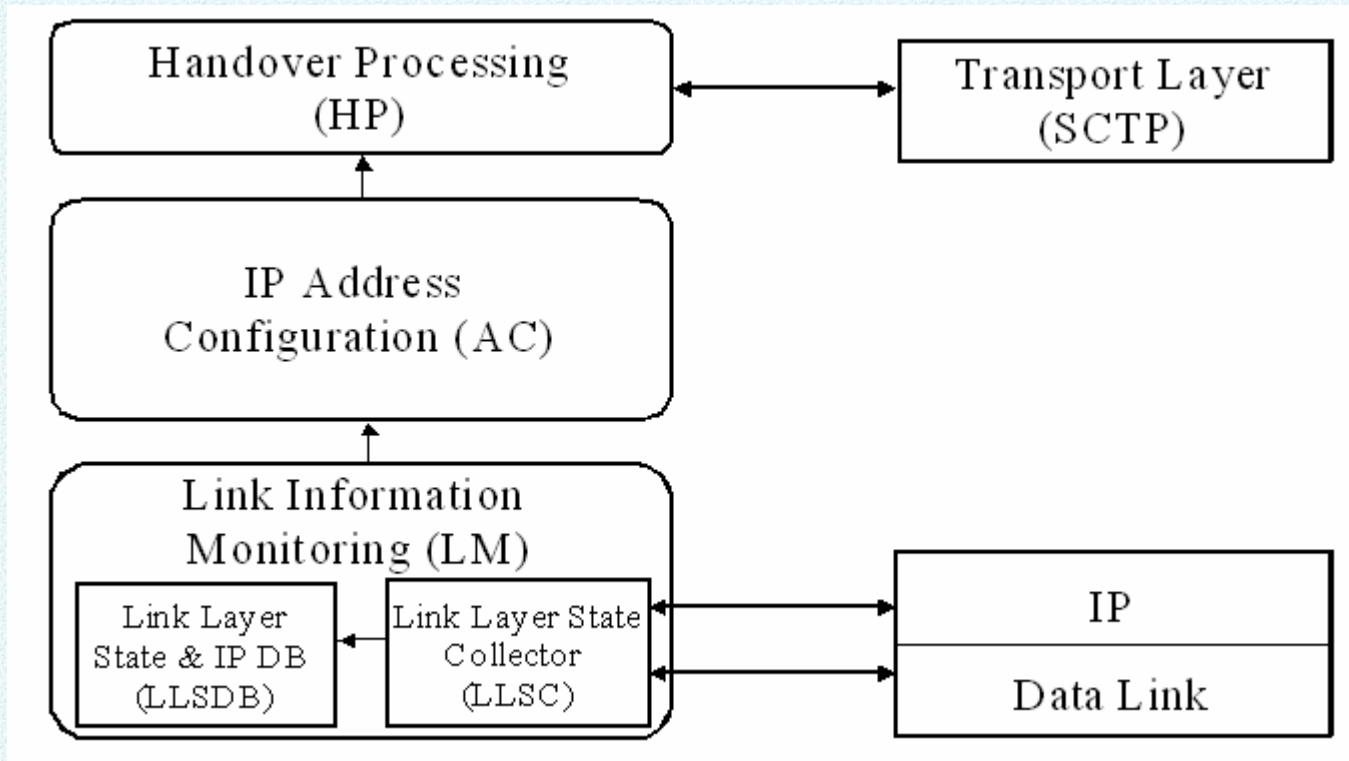 Handover Processing
(HP)
Transport Layer
(SCTP)
IP Address
Configuration (AC)
Link Information
Monitoring (LM)
Link Layer
State & IP DB
(LLSDB)
Link Layer State
Collector
(LLSC)
IP
Data Link